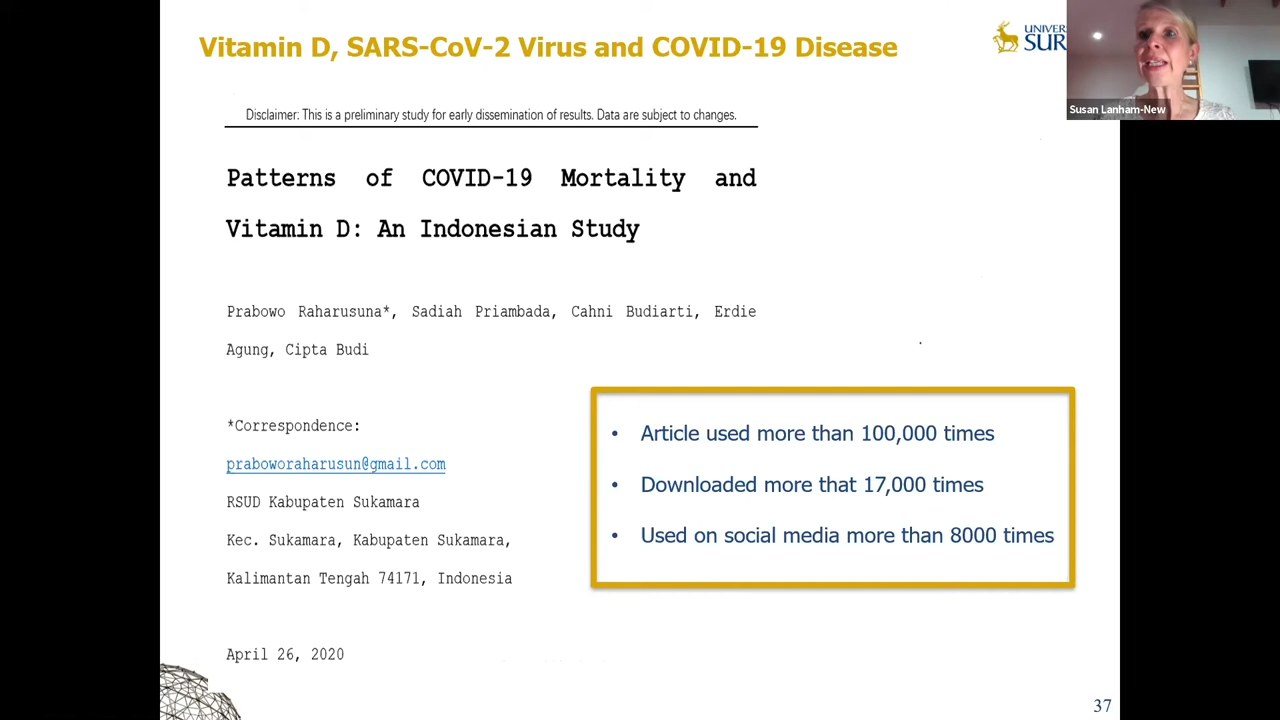 Vitamin D, SARS-CoV-2 Virus and COVID-19 Disease
UNIVER
SUR
Susan Lanham-New
Disclaimer: This is a preliminary study for early dissemination of results. Data are subject to changes.
Patterns of COVID-19 Mortality and
Vitamin D: An Indonesian Study
Prabowo Raharusuna*, Sadiah Priambada, Cahni Budiarti, Erdie
Agung, Cipta Budi
*Correspondence:
praboworaharusun@gmail.com
RSUD Kabupaten Sukamara
Kec. Sukamara, Kabupaten Sukamara,
Kalimantan Tengah 74171, Indonesia
April 26, 2020
• Article used more than 100,000 times
• Downloaded more that 17,000 times
• Used on social media more than 8000 times
37